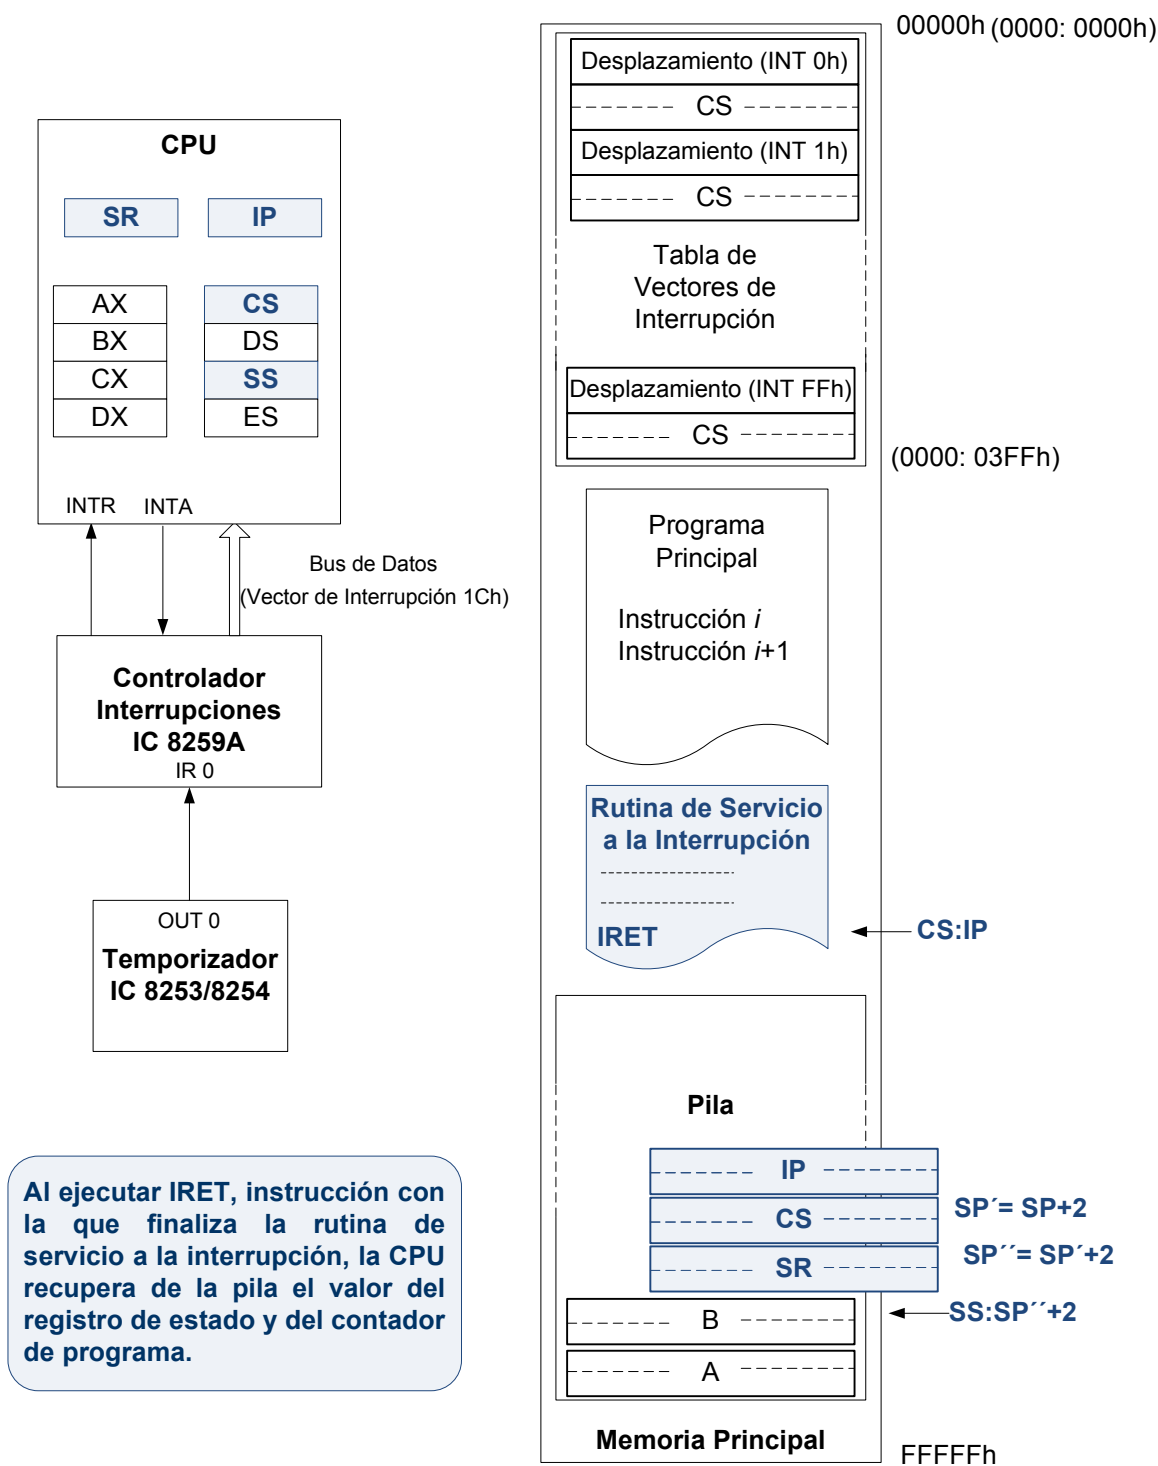 00000h (0000: 0000h)
Desplazamiento (INT 0h)
CS
Desplazamiento (INT 1h)
CS
Tabla de
Vectores de
Interrupción
Desplazamiento (INT FFh)
CS
(0000: 03FFh)
CPU
SR
IP
AX
CS
BX
DS
CX
SS
DX
ES
INTR
INTA
Bus de Datos
(Vector de Interrupción 1Ch)
Controlador
Interrupciones
IC 8259A
IR 0
OUT 0
Temporizador
IC 8253/8254
Programa
Principal
Instrucción i
Instrucción i+1
Rutina de Servicio
a la Interrupción
IRET
CS:IP
Pila
IP
CS
SP´= SP+2
SR
SP´´= SP´+2
B
SS:SP´´+2
A
Memoria Principal
FFFFFh
Al ejecutar IRET, instrucción con
la que finaliza la rutina de
servicio a la interrupción, la CPU
recupera de la pila el valor del
registro de estado y del contador
de programa.